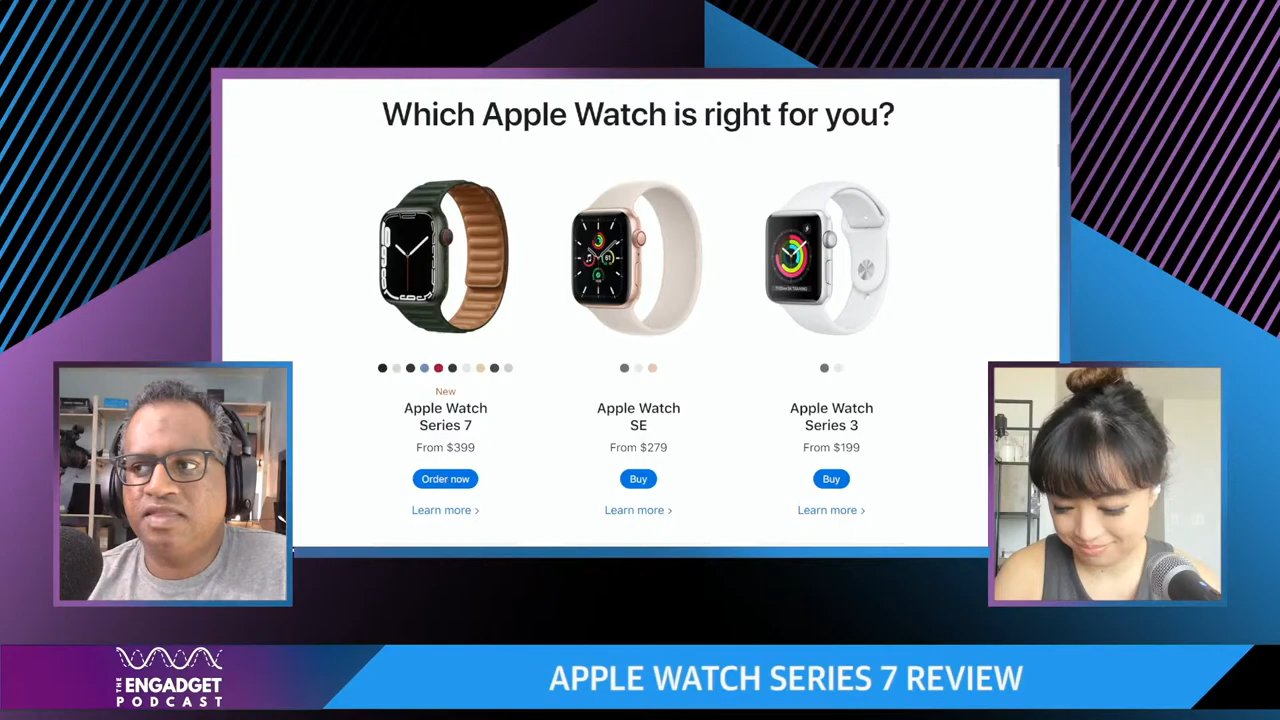 Which Apple Watch is right for you?
New
Apple Watch
Series 7
From $399
Order now
Learn more >
Apple Watch
SE
From $279
Buy
Learn more >
Apple Watch
Series 3
From $199
Buy
Learn more >
THE
ENGADGET
PODCAST
APPLE WATCH SERIES 7 REVIEW